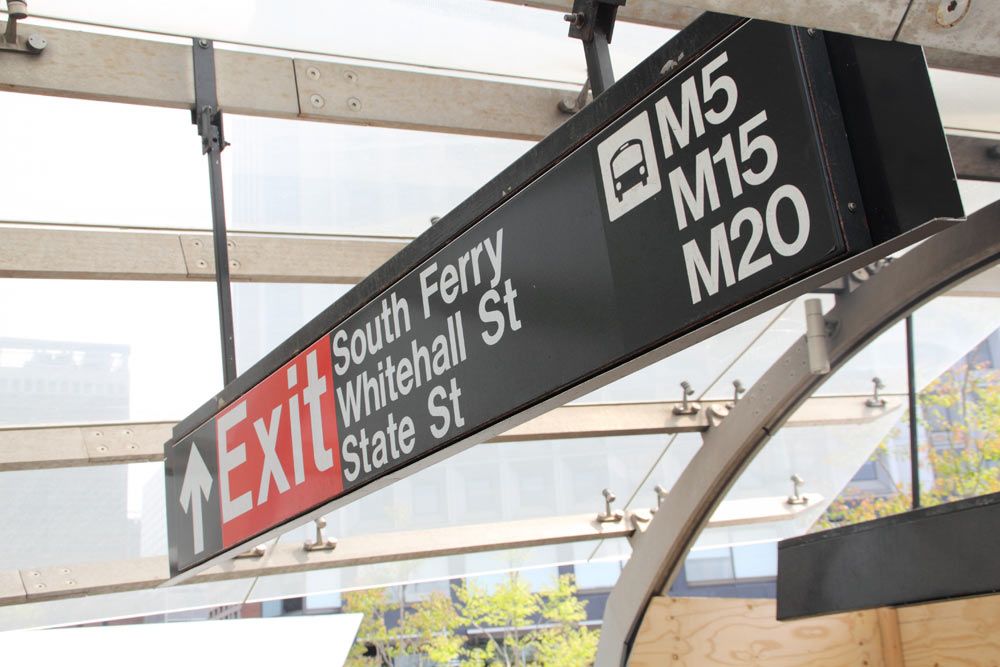 Exit
South Ferry
Whitehall St
State St
M5
M15
M20